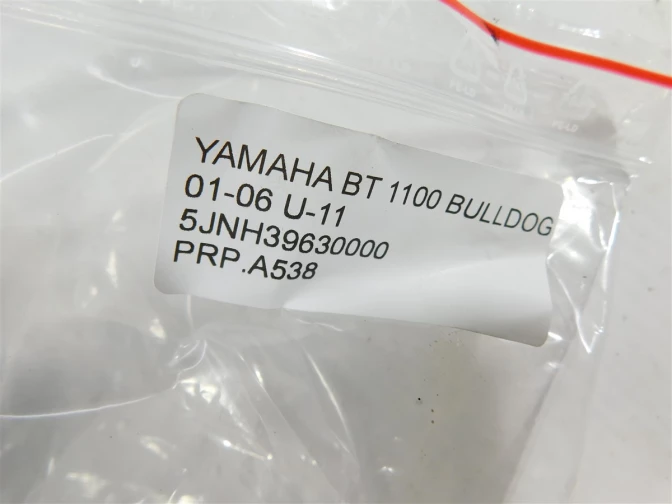 YAMAHA BT 1100 BULLDOG
01-06 U-11
5JNH39630000
PRP.A538